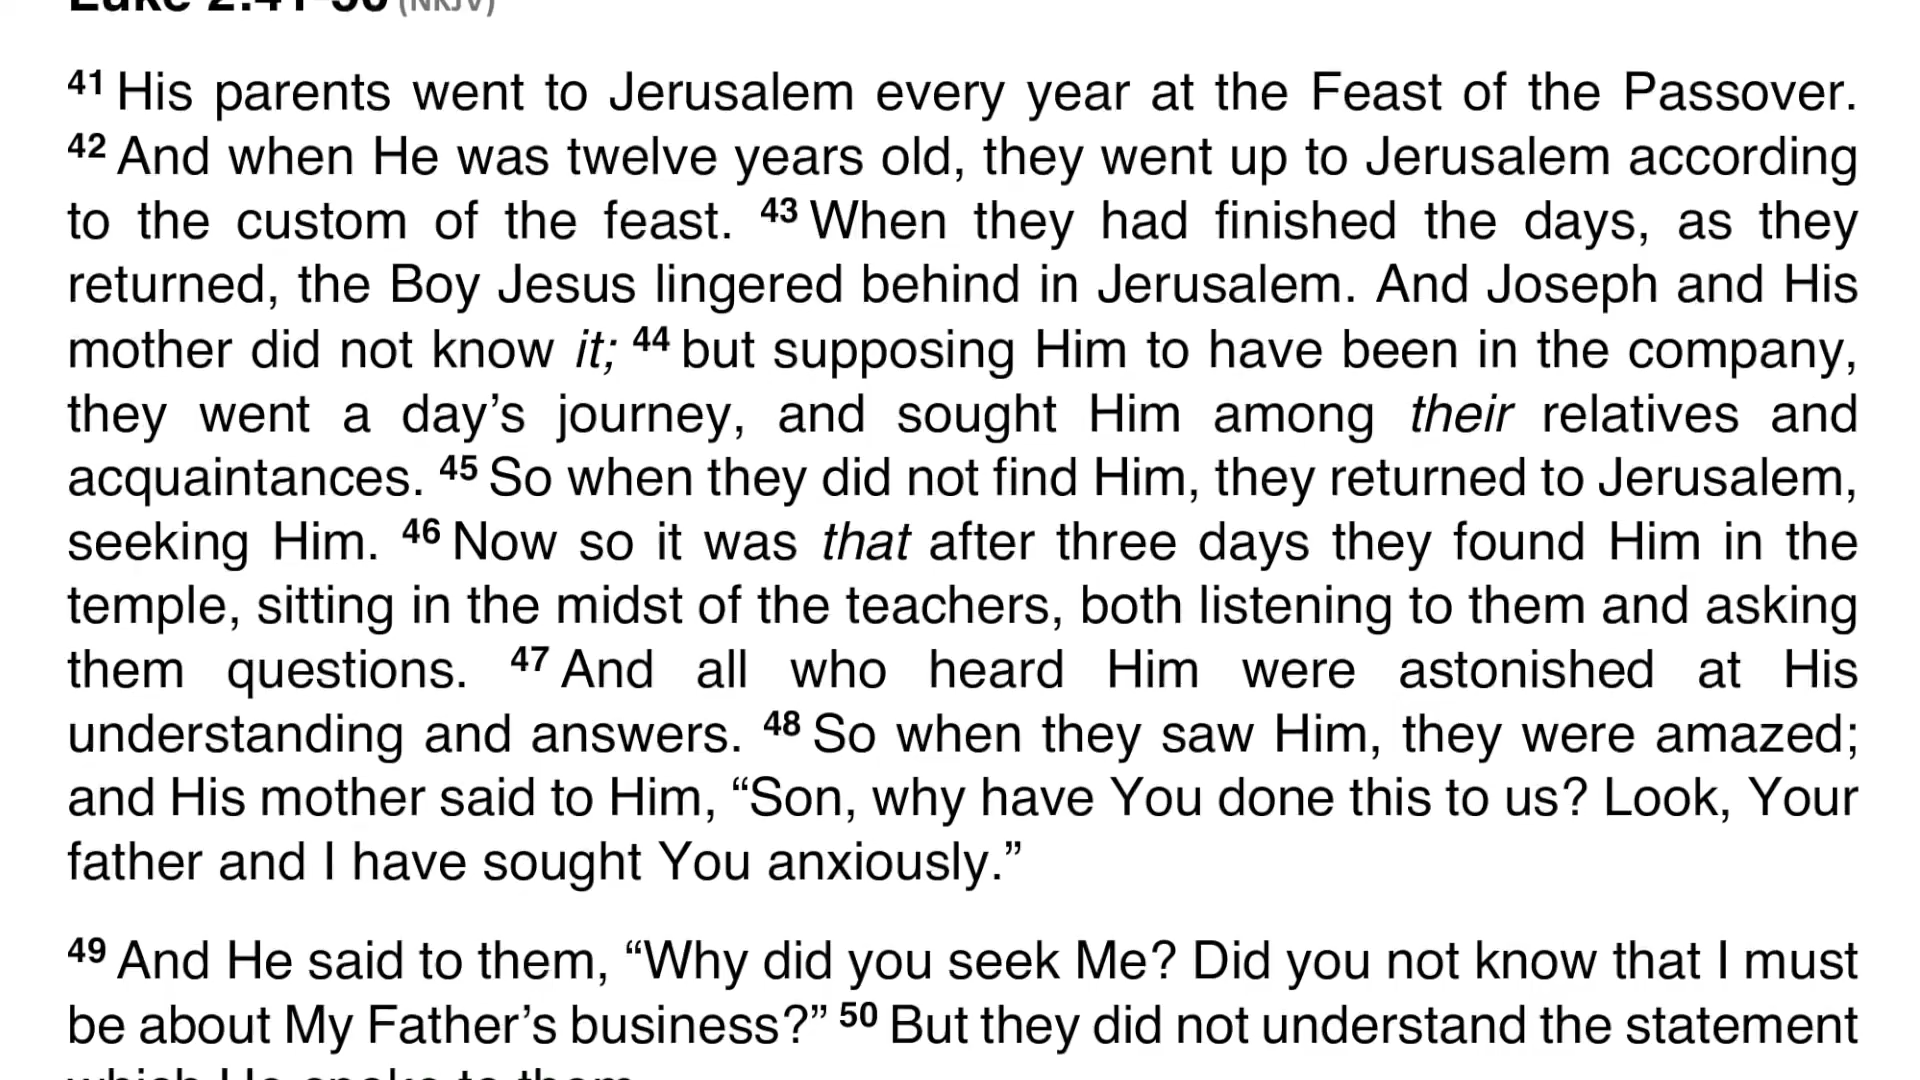 Luke 2:41-50 (NKJV)
41 His parents went to Jerusalem every year at the Feast of the Passover.
42 And when He was twelve years old, they went up to Jerusalem according
to the custom of the feast. 43 When they had finished the days, as they
returned, the Boy Jesus lingered behind in Jerusalem. And Joseph and His
mother did not know it; 44 but supposing Him to have been in the company,
they went a day’s journey, and sought Him among their relatives and
acquaintances. 45 So when they did not find Him, they returned to Jerusalem,
seeking Him. 46 Now so it was that after three days they found Him in the
temple, sitting in the midst of the teachers, both listening to them and asking
them questions. 47 And all who heard Him were astonished at His
understanding and answers. 48 So when they saw Him, they were amazed;
and His mother said to Him, “Son, why have You done this to us? Look, Your
father and I have sought You anxiously.”
49 And He said to them, “Why did you seek Me? Did you not know that I must
be about My Father’s business?” 50 But they did not understand the statement
which He spoke to them.